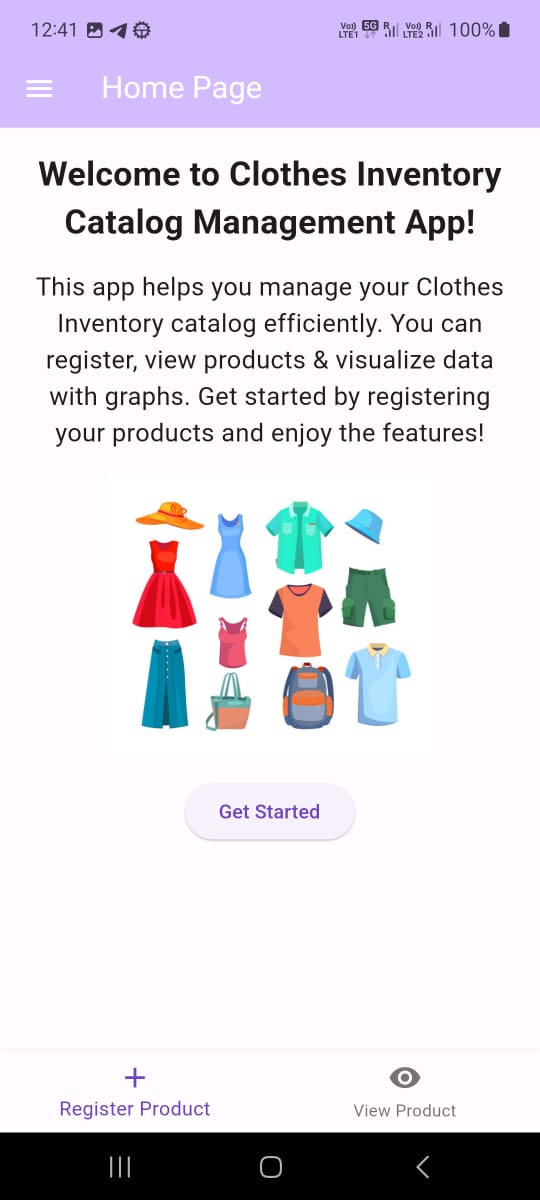 12:41
Vo)) LTE1 5G R Vo)) LTE2 R 100%
Home Page
Welcome to Clothes Inventory
Catalog Management App!
This app helps you manage your Clothes
Inventory catalog efficiently. You can
register, view products & visualize data
with graphs. Get started by registering
your products and enjoy the features!
Get Started
Register Product
View Product